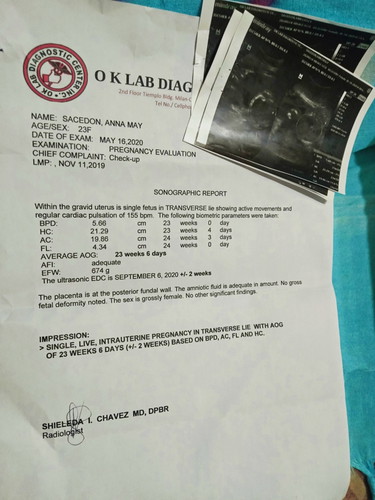 OK LAB DIAGNOSTIC CENTER INC.
O K LAB DIAG
2nd Floor Tiempo Bldg.
Tel No./
NAME: SACEDON, ANNA MAY
AGE/SEX: 23F
DATE OF EXAM: MAY 16,2020
EXAMINATION: PREGNANCY EVALUATION
CHIEF COMPLAINT: Check-up
LMP: , NOV 11,2019
SONOGRAPHIC REPORT
Within the gravid uterus is single fetus in TRANSVERSE lie showing active movements and
regular cardiac pulsation of 155 bpm. The following biometric parameters were taken:
BPD: 5.66 cm 23 weeks 0 day
HC: 21.29 cm 23 weeks 4 days
AC: 19.86 cm 24 weeks 3 days
FL: 4.34 cm 24 weeks 0 day
AVERAGE AOG: 23 weeks 6 days
AFI: adequate
EFW: 674 g
The ultrasonic EDC is SEPTEMBER 6, 2020 +/- 2 weeks
The placenta is at the posterior fundal wall. The amniotic fluid is adequate in amount. No gross
fetal deformity noted. The sex is grossly female. No other significant findings.
IMPRESSION:
> SINGLE, LIVE, INTRAUTERINE PREGNANCY IN TRANSVERSE LIE WITH AOG
OF 23 WEEKS 6 DAYS (+/- 2 WEEKS) BASED ON BPD, AC, FL AND HC.
SHIELEDA I. CHAVEZ MD, DPBR
Radiologist